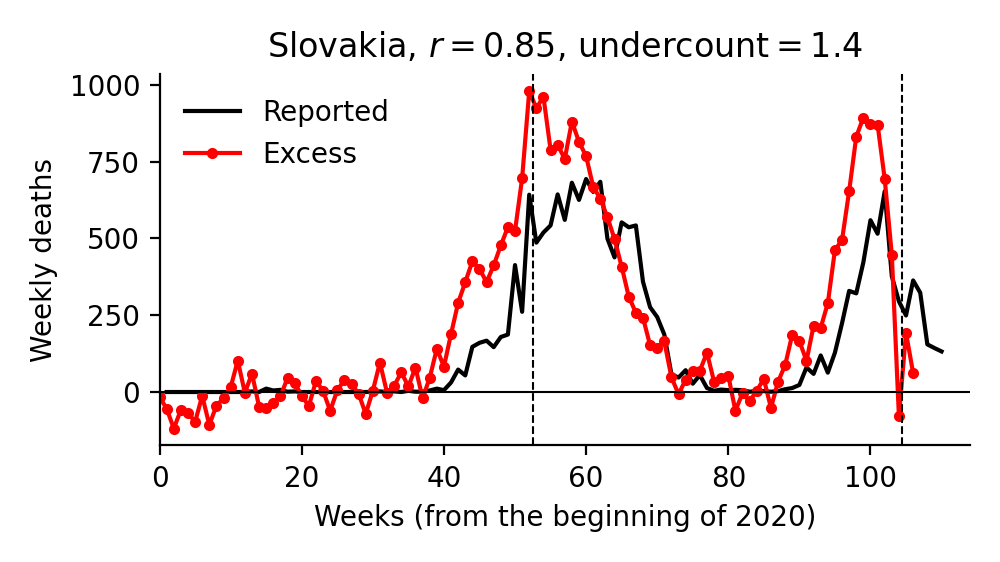 Slovakia, r = 0.85, undercount = 1.4
1000
750
500
250
0
Reported
Excess
Weekly deaths
0 20 40 60 80 100
Weeks (from the beginning of 2020)